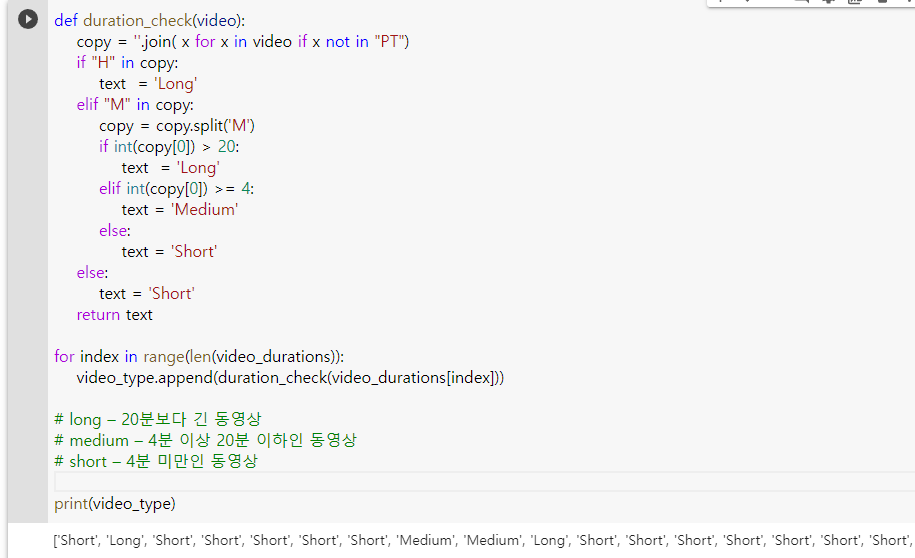 def duration_check(video):
copy = ''.join( x for x in video if x not in "PT")
if "H" in copy:
text = 'Long'
elif "M" in copy:
copy = copy.split('M')
if int(copy[0]) > 20:
text = 'Long'
elif int(copy[0]) >= 4:
text = 'Medium'
else:
text = 'Short'
else:
text = 'Short'
return text
for index in range(len(video_durations)):
video_type.append(duration_check(video_durations[index]))
# long – 20분보다 긴 동영상
# medium – 4분 이상 20분 이하인 동영상
# short – 4분 미만인 동영상
print(video_type)
['Short', 'Long', 'Short', 'Short', 'Short', 'Short', 'Short', 'Medium', 'Medium', 'Long', 'Short', 'Short', 'Short', 'Short', 'Short', 'Short', 'Short',